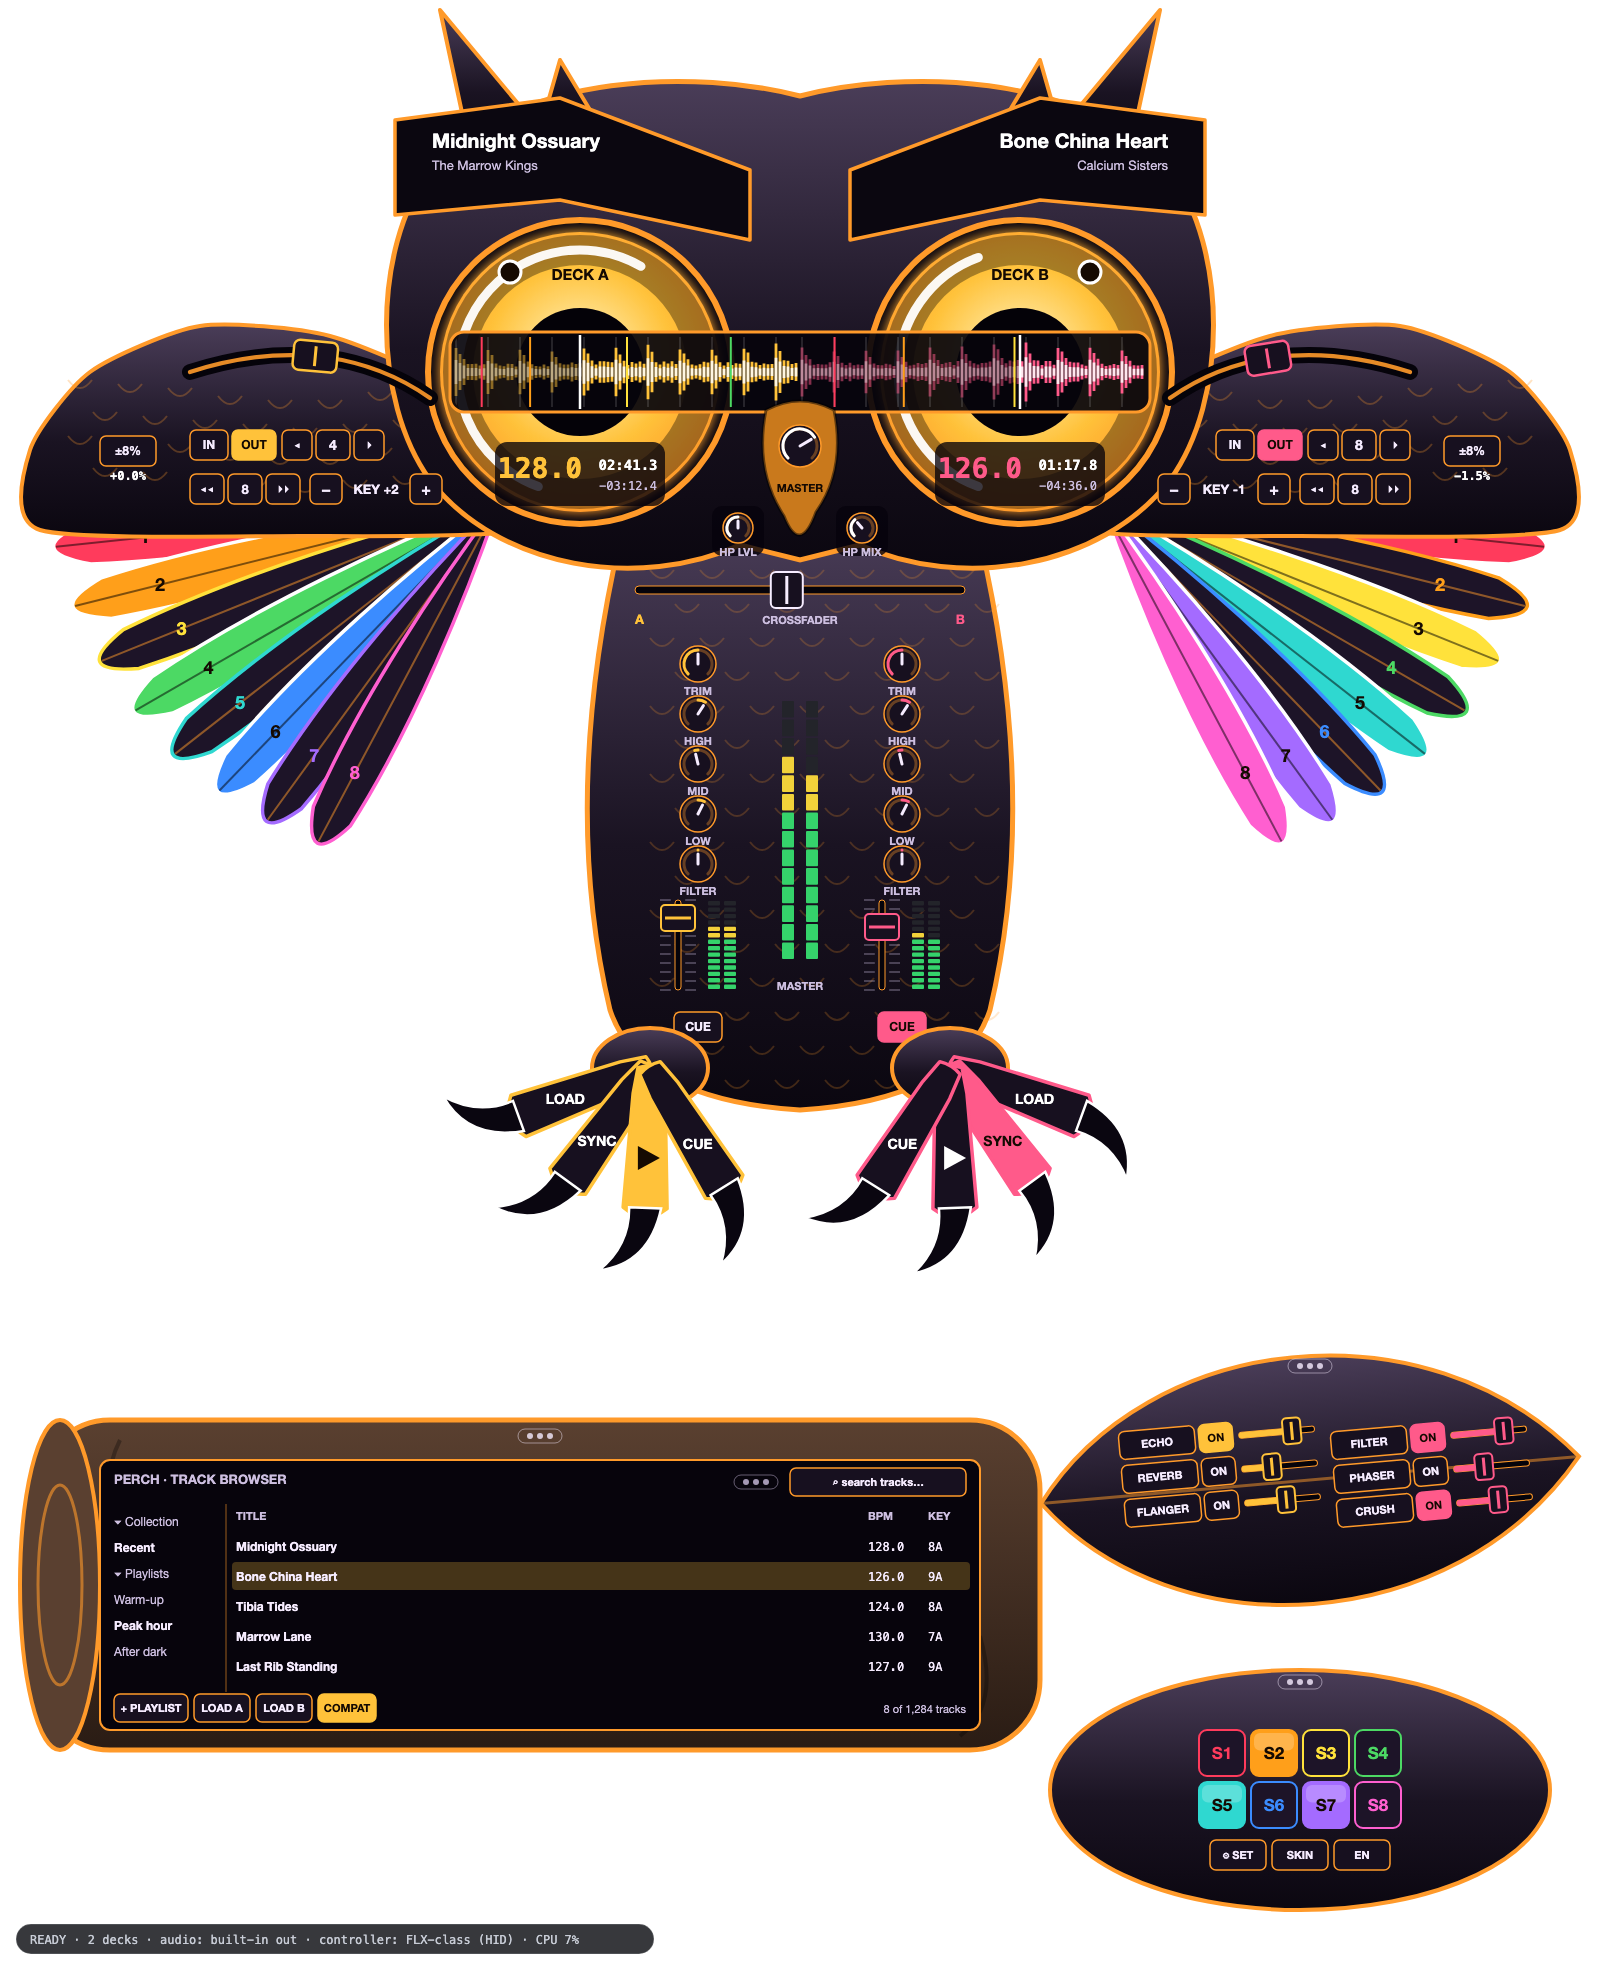 Midnight Ossuary
The Marrow Kings
Bone China Heart
Calcium Sisters
DECK A
DECK B
±8%
+0.0%
IN OUT 4
8 − KEY +2 +
128.0 02:41.3
−03:12.4
MASTER
126.0 01:17.8
−04:36.0
IN OUT 8
− KEY -1 + 8
±8%
−1.5%
HP LVL
HP MIX
1
2
3
4
5
6
7
8
1
2
3
4
5
6
7
8
A CROSSFADER B
TRIM TRIM
HIGH HIGH
MID MID
LOW LOW
FILTER FILTER
MASTER
CUE CUE
LOAD
SYNC
CUE
CUE
SYNC
LOAD
PERCH · TRACK BROWSER
⌕ search tracks...
Collection
Recent
Playlists
Warm-up
Peak hour
After dark
TITLE BPM KEY
Midnight Ossuary 128.0 8A
Bone China Heart 126.0 9A
Tibia Tides 124.0 8A
Marrow Lane 130.0 7A
Last Rib Standing 127.0 9A
+ PLAYLIST LOAD A LOAD B COMPAT
8 of 1,284 tracks
ECHO ON
REVERB ON
FLANGER ON
FILTER ON
PHASER ON
CRUSH ON
S1 S2 S3 S4
S5 S6 S7 S8
⚙ SET SKIN EN
READY · 2 decks · audio: built-in out · controller: FLX-class (HID) · CPU 7%